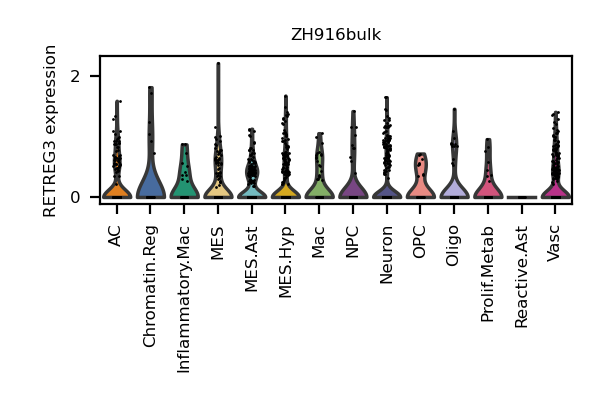 ZH916bulk
RETREG3 expression
2
0
AC
Chromatin.Reg
Inflammatory.Mac
MES
MES.Ast
MES.Hyp
Mac
NPC
Neuron
OPC
Oligo
Prolif.Metab
Reactive.Ast
Vasc